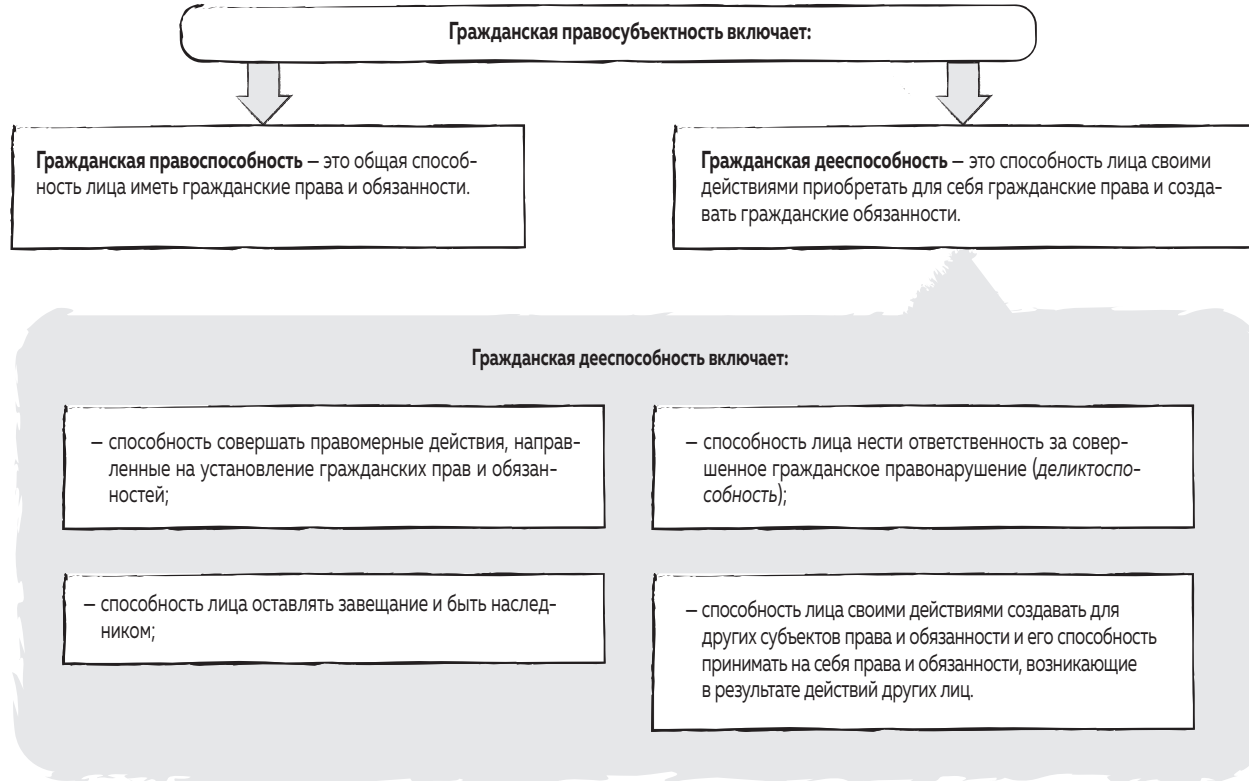 Гражданская правосубъектность включает:
Гражданская правоспособность – это общая способ-
ность лица иметь гражданские права и обязанности.
Гражданская дееспособность – это способность лица своими
действиями приобретать для себя гражданские права и созда-
вать гражданские обязанности.
Гражданская дееспособность включает:
– способность совершать правомерные действия, направ-
ленные на установление гражданских прав и обязан-
ностей;
– способность лица нести ответственность за совер-
шенное гражданское правонарушение (деликтоспо-
собность);
– способность лица оставлять завещание и быть наслед-
ником;
– способность лица своими действиями создавать для
других субъектов права и обязанности и его способность
принимать на себя права и обязанности, возникающие
в результате действий других лиц.